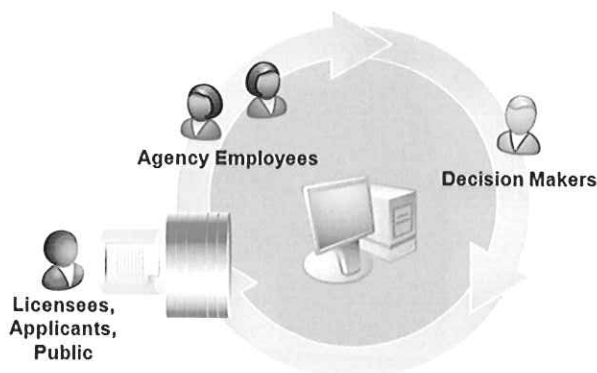 Agency Employees
Decision Makers
Licensees,
Applicants,
Public